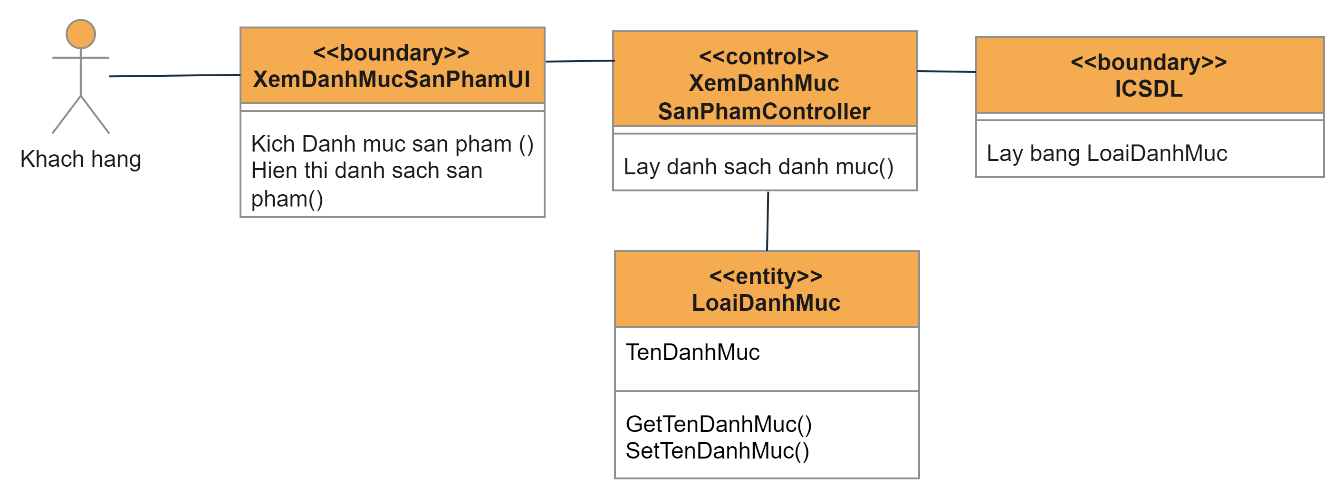 Khach hang
<<boundary>>
XemDanhMucSanPhamUI
Kich Danh muc san pham ()
Hien thi danh sach san
pham()
<<control>>
XemDanhMuc
SanPhamController
Lay danh sach danh muc()
<<boundary>>
ICSDL
Lay bang LoaiDanhMuc
<<entity>>
LoaiDanhMuc
TenDanhMuc
GetTenDanhMuc()
SetTenDanhMuc()